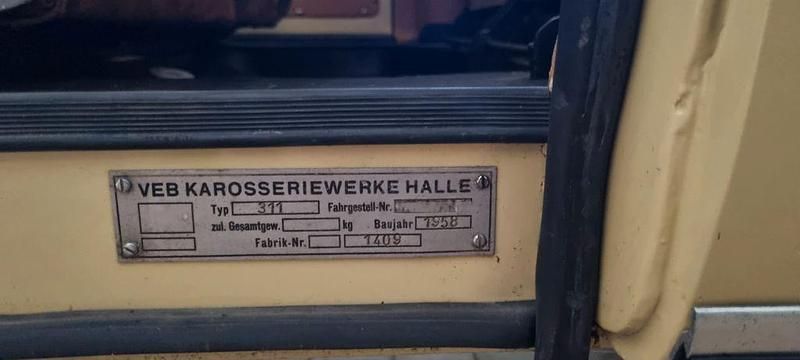 VEB KAROSSERIEWERKE HALLE
Typ 311 Fahrgestell-Nr.
zul. Gesamtgew. kg Baujahr 1958
Fabrik-Nr. 1409